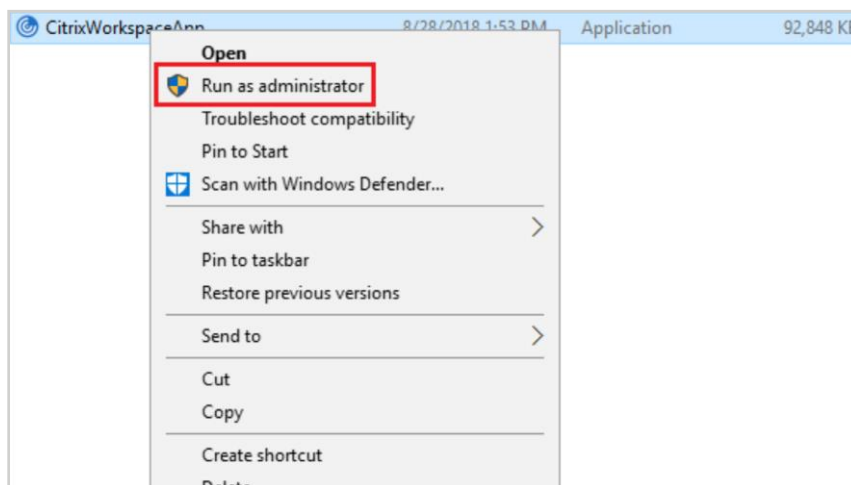 CitrixWorkspaceApp 8/28/2018 1:53 PM Application 92,848 KB
Open
Run as administrator
Troubleshoot compatibility
Pin to Start
Scan with Windows Defender...
Share with
Pin to taskbar
Restore previous versions
Send to
Cut
Copy
Create shortcut
Delete